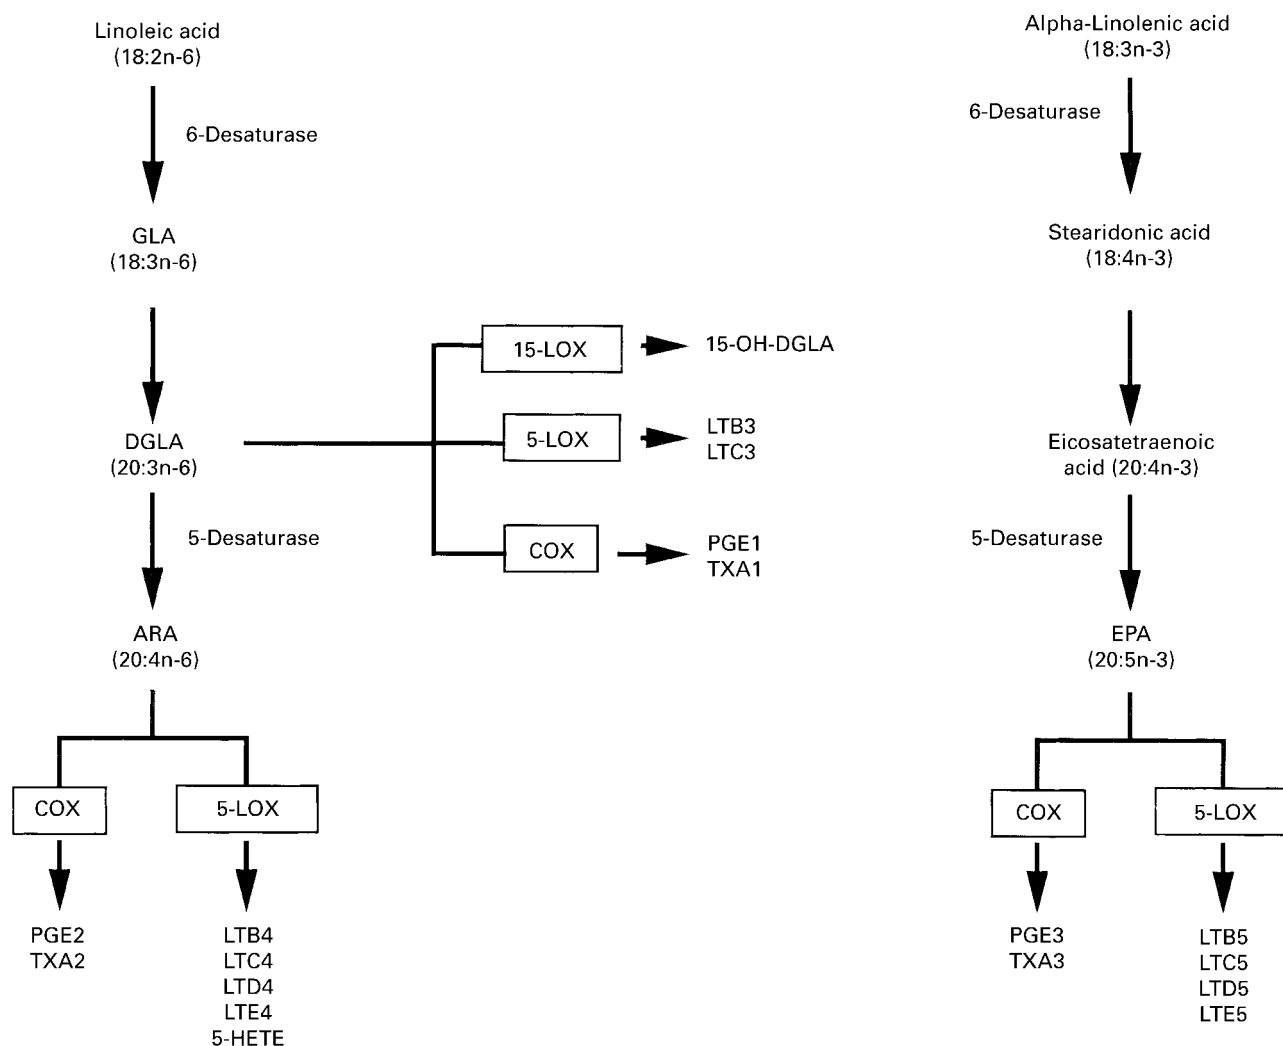 Linoleic acid
(18:2n-6)
6-Desaturase
GLA
(18:3n-6)
DGLA
(20:3n-6)
15-LOX
15-OH-DGLA
5-LOX
LTB3
LTC3
COX
PGE1
TXA1
5-Desaturase
ARA
(20:4n-6)
COX
5-LOX
PGE2
TXA2
LTB4
LTC4
LTD4
LTE4
5-HETE
Alpha-Linolenic acid
(18:3n-3)
6-Desaturase
Stearidonic acid
(18:4n-3)
Eicosatetraenoic
acid (20:4n-3)
5-Desaturase
EPA
(20:5n-3)
COX
5-LOX
PGE3
TXA3
LTB5
LTC5
LTD5
LTE5